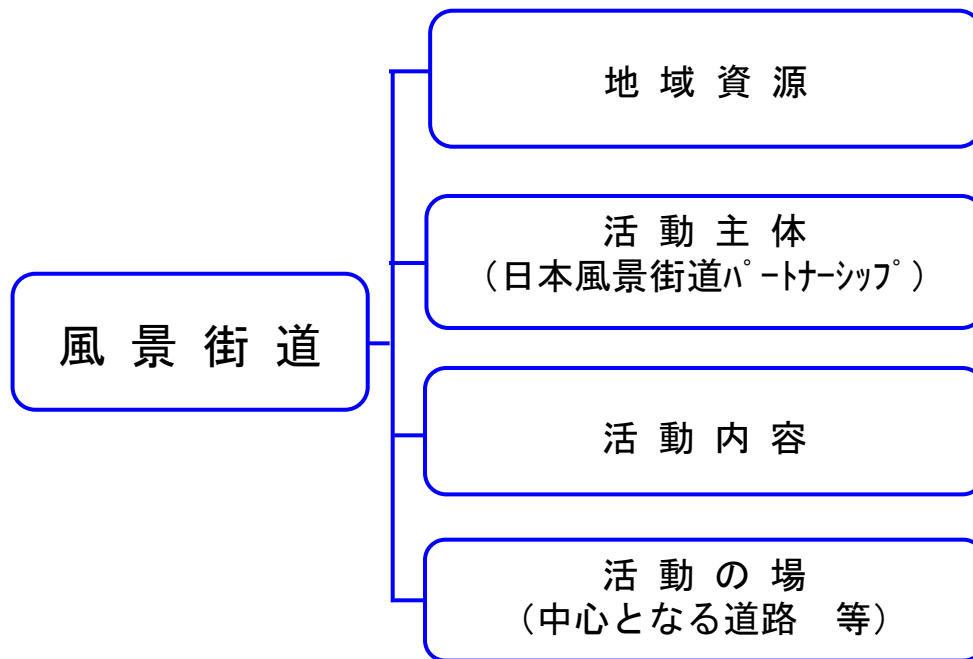 風景街道
地域資源
活動主体
（日本風景街道ﾊﾟｰﾄﾅｰｼｯﾌﾟ）
活動内容
活動の場
（中心となる道路　等）